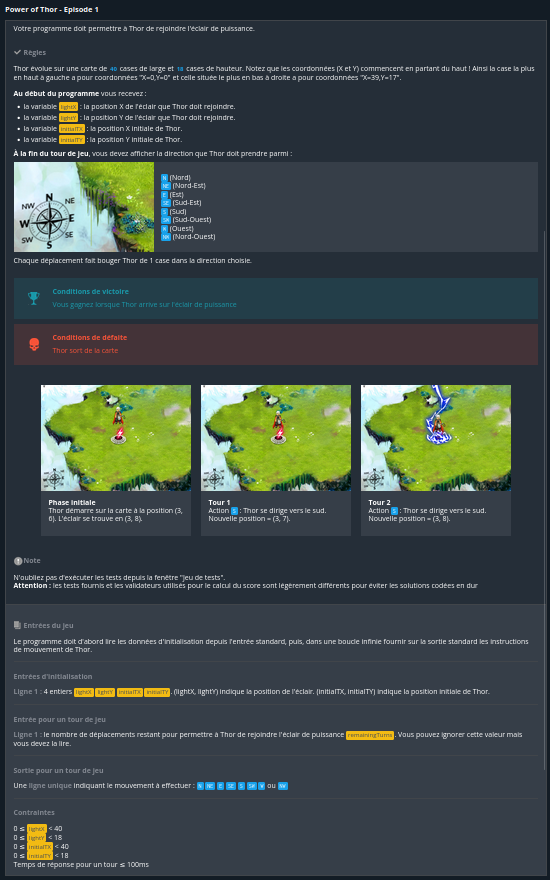 Power of Thor - Episode 1
Votre programme doit permettre à Thor de rejoindre l'éclair de puissance.
Règles
Thor évolue sur une carte de 40 cases de large et 18 cases de hauteur. Notez que les coordonnées (X et Y) commencent en partant du haut ! Ainsi la case la plus
en haut à gauche a pour coordonnées "X=0,Y=0" et celle située le plus en bas à droite a pour coordonnées "X=39,Y=17".
Au début du programme vous recevez :
• la variable lightX : la position X de l'éclair que Thor doit rejoindre.
• la variable lightY : la position Y de l'éclair que Thor doit rejoindre.
• la variable initialTX : la position X initiale de Thor.
• la variable initialTY : la position Y initiale de Thor.
À la fin du tour de jeu, vous devez afficher la direction que Thor doit prendre parmi :
N
NW NE
W E
SW SE
S
N (Nord)
NE (Nord-Est)
E (Est)
SE (Sud-Est)
S (Sud)
SW (Sud-Ouest)
W (Ouest)
NW (Nord-Ouest)
Chaque déplacement fait bouger Thor de 1 case dans la direction choisie.
Conditions de victoire
Vous gagnez lorsque Thor arrive sur l'éclair de puissance
Conditions de défaite
Thor sort de la carte
Phase initiale
Thor démarre sur la carte à la position (3,
6). L'éclair se trouve en (3, 8).
Tour 1
Action S : Thor se dirige vers le sud.
Nouvelle position = (3, 7).
Tour 2
Action S : Thor se dirige vers le sud.
Nouvelle position = (3, 8).
Note
N'oubliez pas d'exécuter les tests depuis la fenêtre "Jeu de tests".
Attention : les tests fournis et les validateurs utilisés pour le calcul du score sont légèrement différents pour éviter les solutions codées en dur
Entrées du jeu
Le programme doit d'abord lire les données d'initialisation depuis l'entrée standard, puis, dans une boucle infinie fournir sur la sortie standard les instructions
de mouvement de Thor.
Entrées d'initialisation
Ligne 1 : 4 entiers lightX lightY initialTX initialTY. (lightX, lightY) indique la position de l'éclair. (initialTX, initialTY) indique la position initiale de Thor.
Entrée pour un tour de jeu
Ligne 1 : le nombre de déplacements restant pour permettre à Thor de rejoindre l'éclair de puissance remainingTurns. Vous pouvez ignorer cette valeur mais
vous devez la lire.
Sortie pour un tour de jeu
Une ligne unique indiquant le mouvement à effectuer : N NE E SE S SW W ou NW
Contraintes
0 ≤ lightX < 40
0 ≤ lightY < 18
0 ≤ initialTX < 40
0 ≤ initialTY < 18
Temps de réponse pour un tour ≤ 100ms